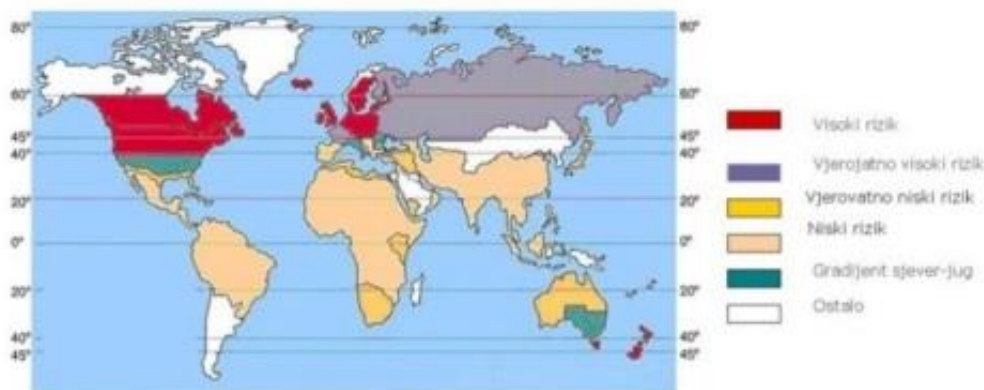 80° 80°
60° 60°
45° 45°
40° 40°
20° 20°
0° 0°
20° 20°
40° 40°
45° 45°
Visoki rizik
Vjerojatno visoki rizik
Vjerovatno niski rizik
Niski rizik
Gradijent sjever-jug
Ostalo